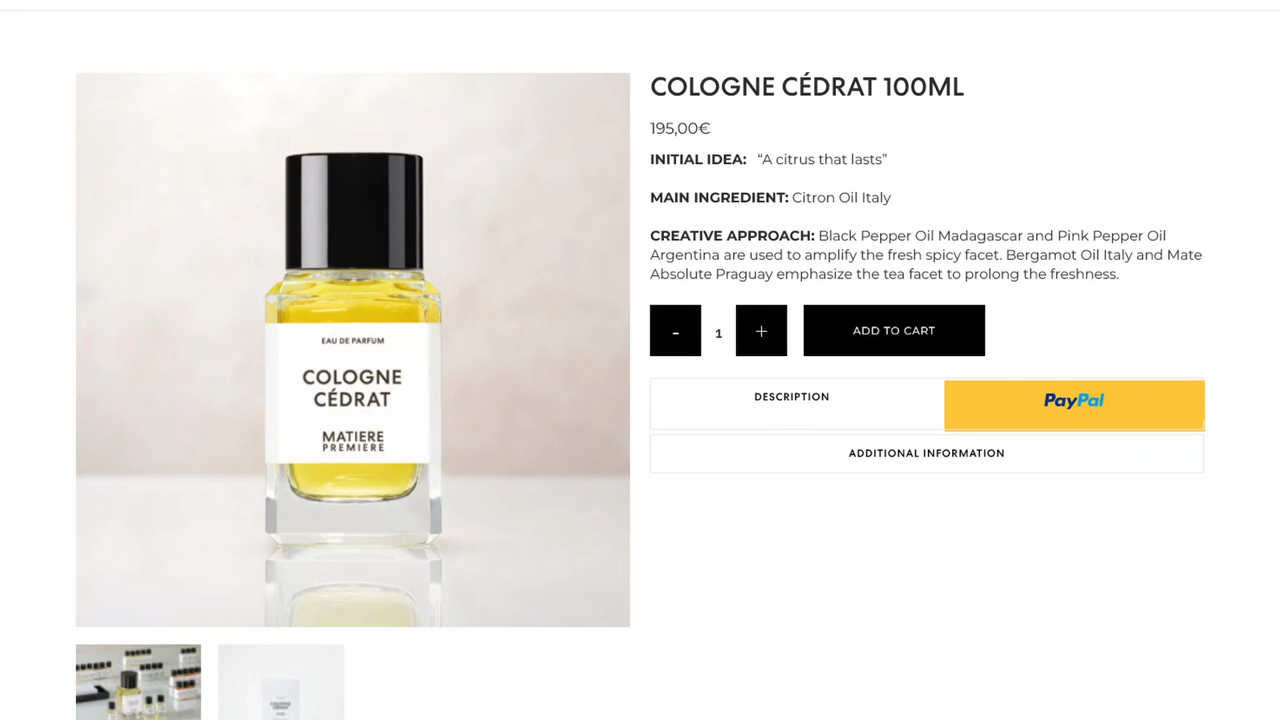 COLOGNE CÉDRAT 100ML
195,00€
INITIAL IDEA: “A citrus that lasts”
MAIN INGREDIENT: Citron Oil Italy
CREATIVE APPROACH: Black Pepper Oil Madagascar and Pink Pepper Oil
Argentina are used to amplify the fresh spicy facet. Bergamot Oil Italy and Mate
Absolute Praguay emphasize the tea facet to prolong the freshness.
- 1 + ADD TO CART
DESCRIPTION
PayPal
ADDITIONAL INFORMATION
EAU DE PARFUM
COLOGNE
CÉDRAT
MATIERE
PREMIERE